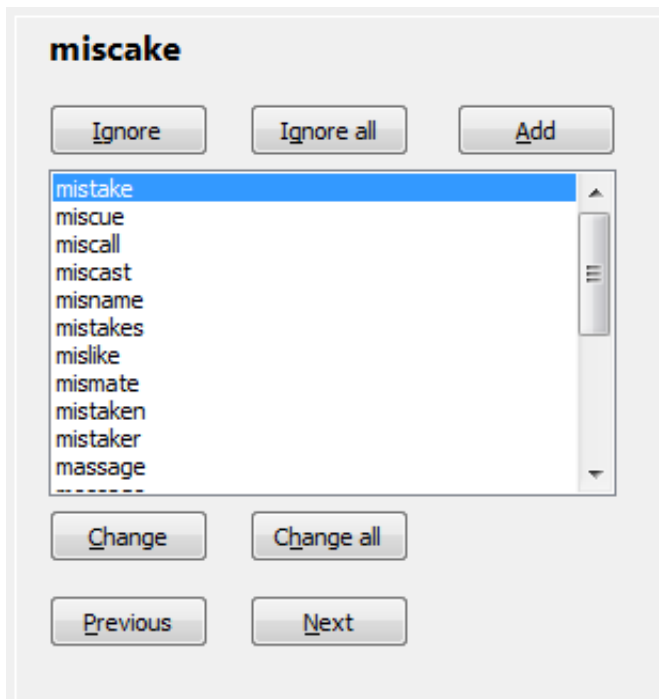 miscake
Ignore Ignore all Add
mistake
miscue
miscall
miscast
misname
mistakes
mislike
mismate
mistaken
mistaker
massage
Change Change all
Previous Next